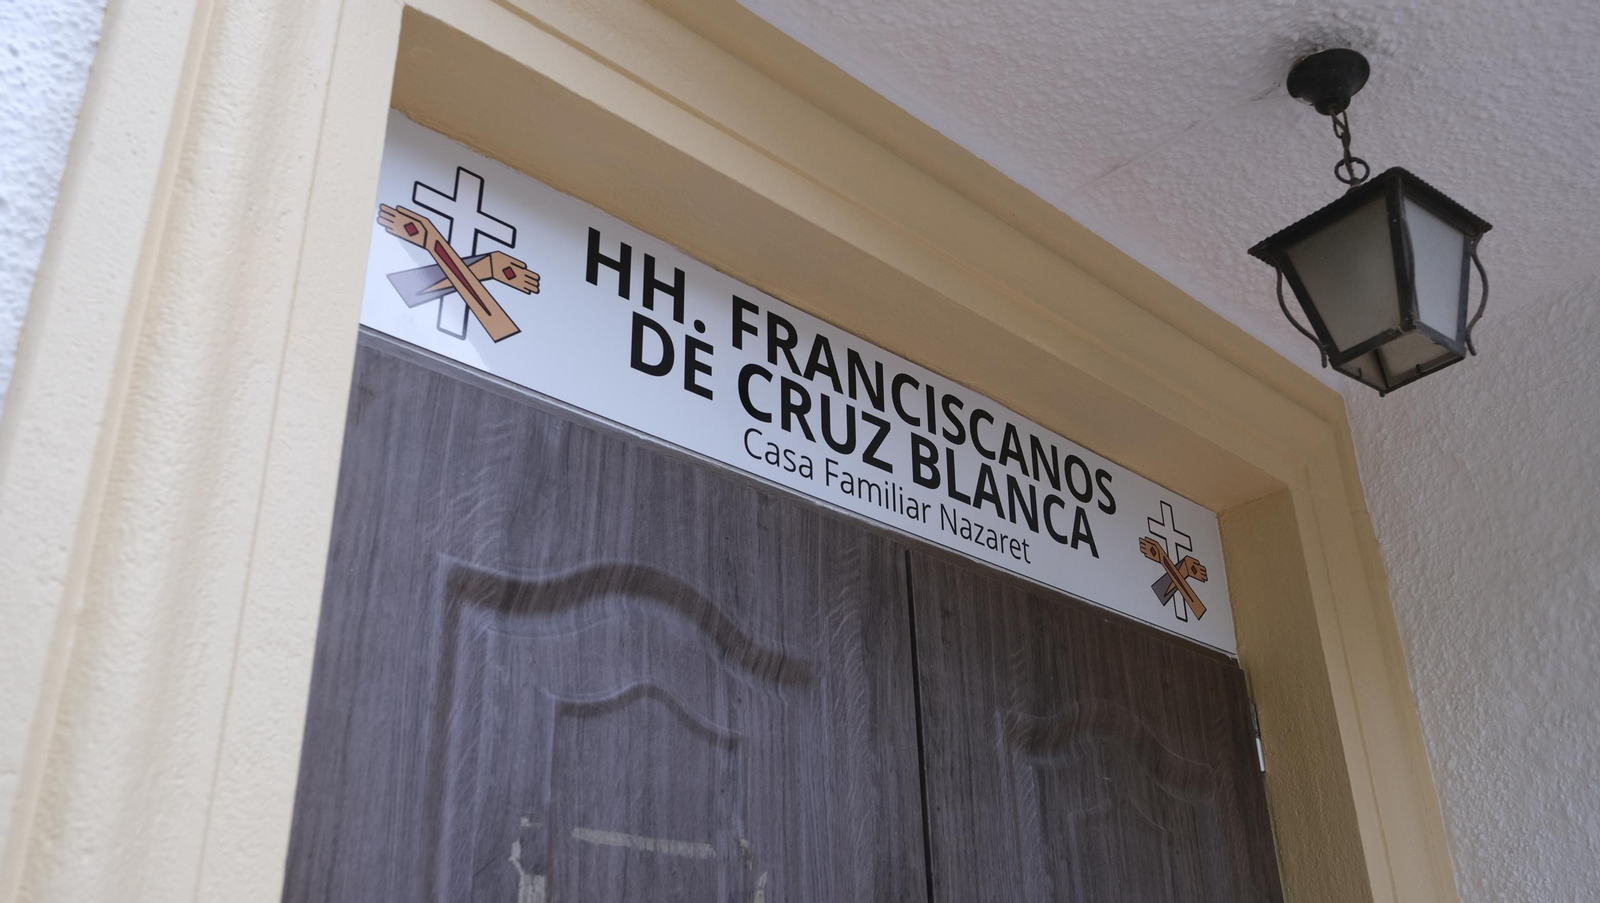 HH. FRANCISCANOS
DE CRUZ BLANCA
Casa Familiar Nazaret